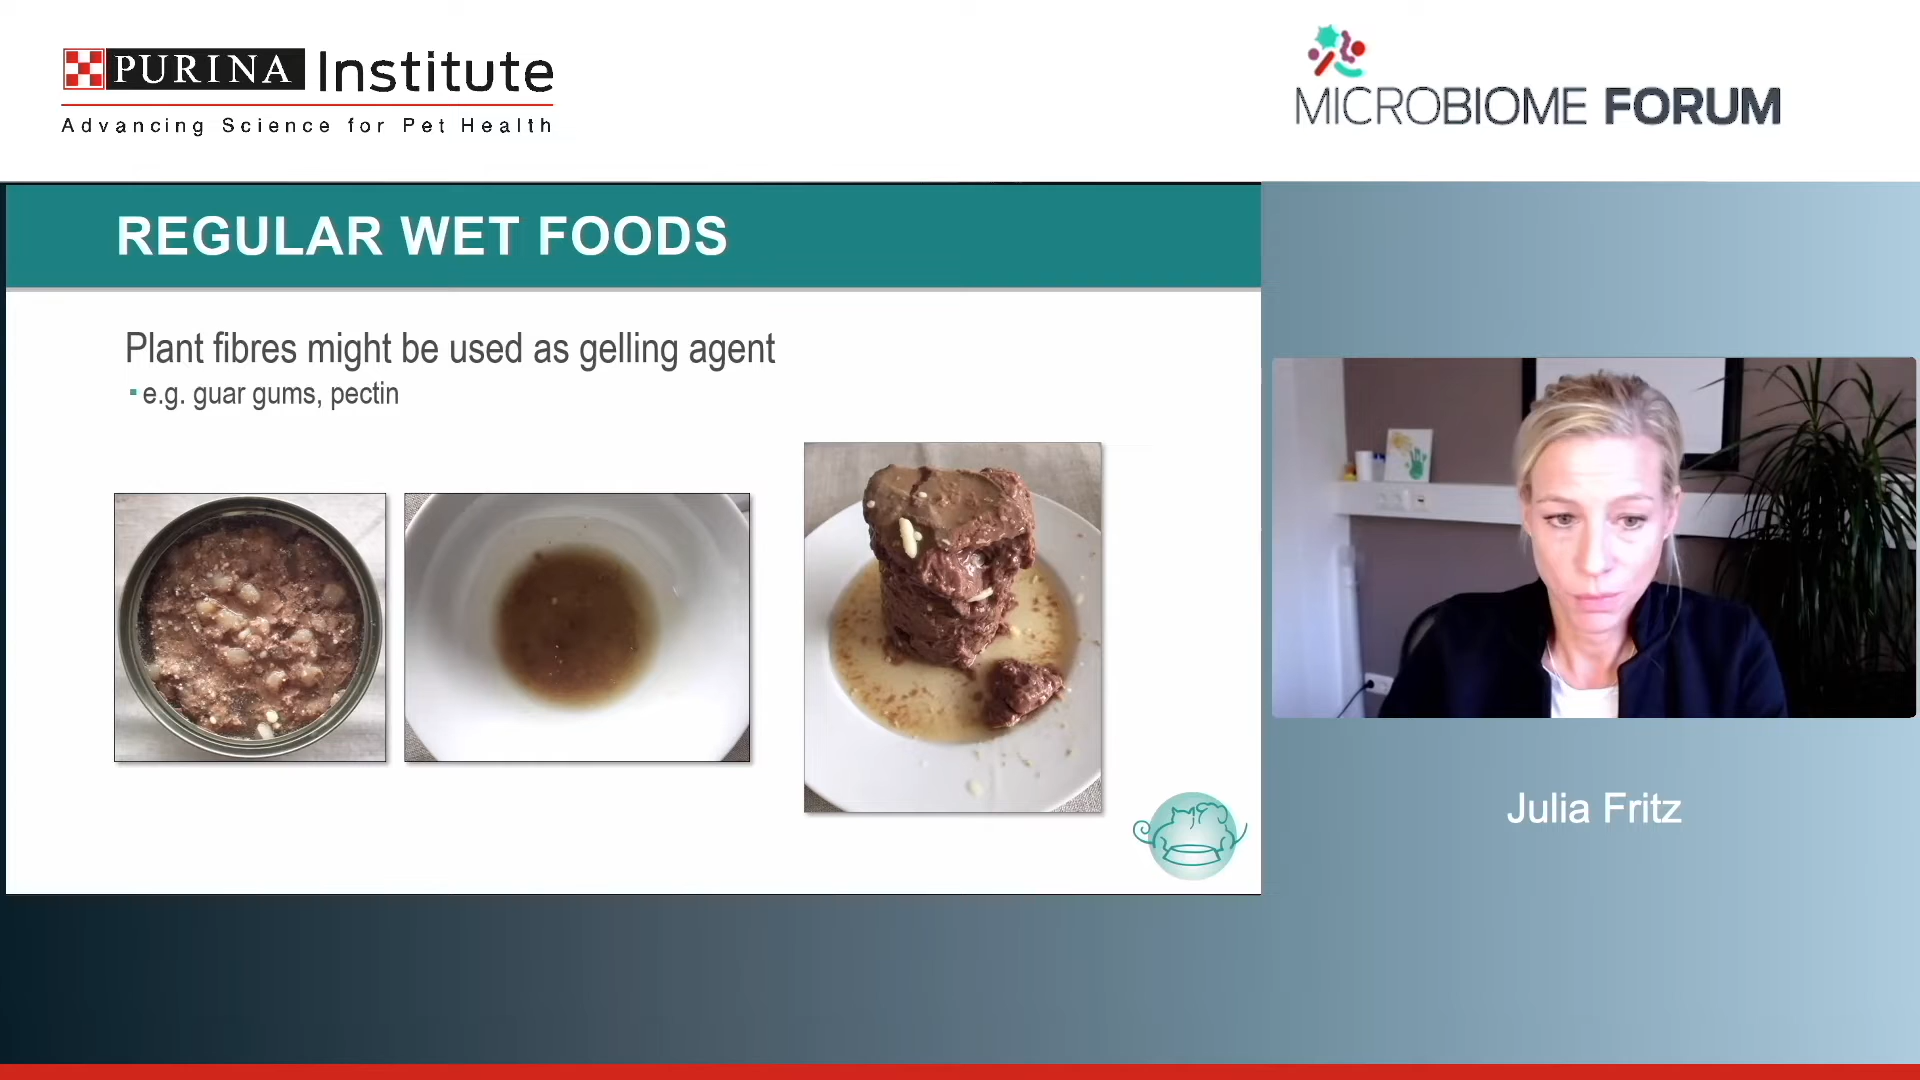 PURINA Institute
Advancing Science for Pet Health
MICROBIOME FORUM
REGULAR WET FOODS
Plant fibres might be used as gelling agent
▪ e.g. guar gums, pectin
Julia Fritz